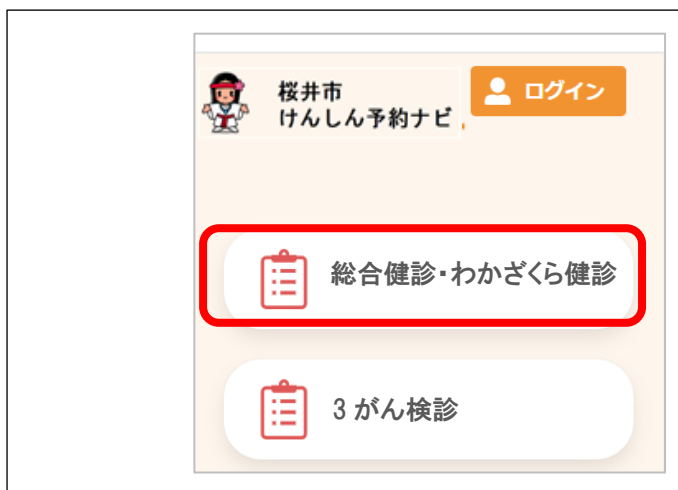 桜井市
けんしん予約ナビ
ログイン
総合健診・わかざくら健診
3 がん検診